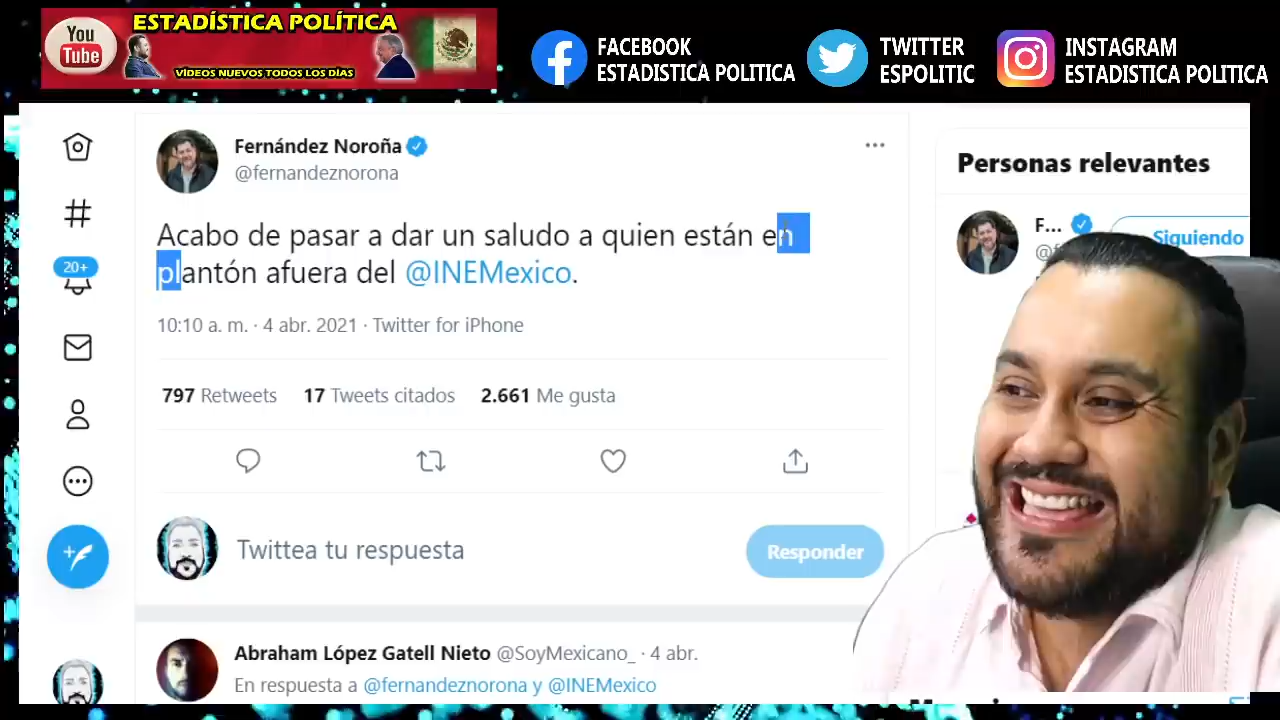 You
Tube
ESTADÍSTICA POLÍTICA
VÍDEOS NUEVOS TODOS LOS DÍAS
FACEBOOK
ESTADISTICA POLITICA
TWITTER
ESPOLITIC
INSTAGRAM
ESTADISTICA POLITICA
Fernández Noroña
@fernandeznorona
Acabo de pasar a dar un saludo a quien están en
plantón afuera del @INEMexico.
10:10 a. m. · 4 abr. 2021 · Twitter for iPhone
797 Retweets 17 Tweets citados 2.661 Me gusta
20+
Twittea tu respuesta
Responder
Abraham López Gatell Nieto @SoyMexicano_ · 4 abr.
En respuesta a @fernandeznorona y @INEMexico
Personas relevantes
F...
Siguiendo